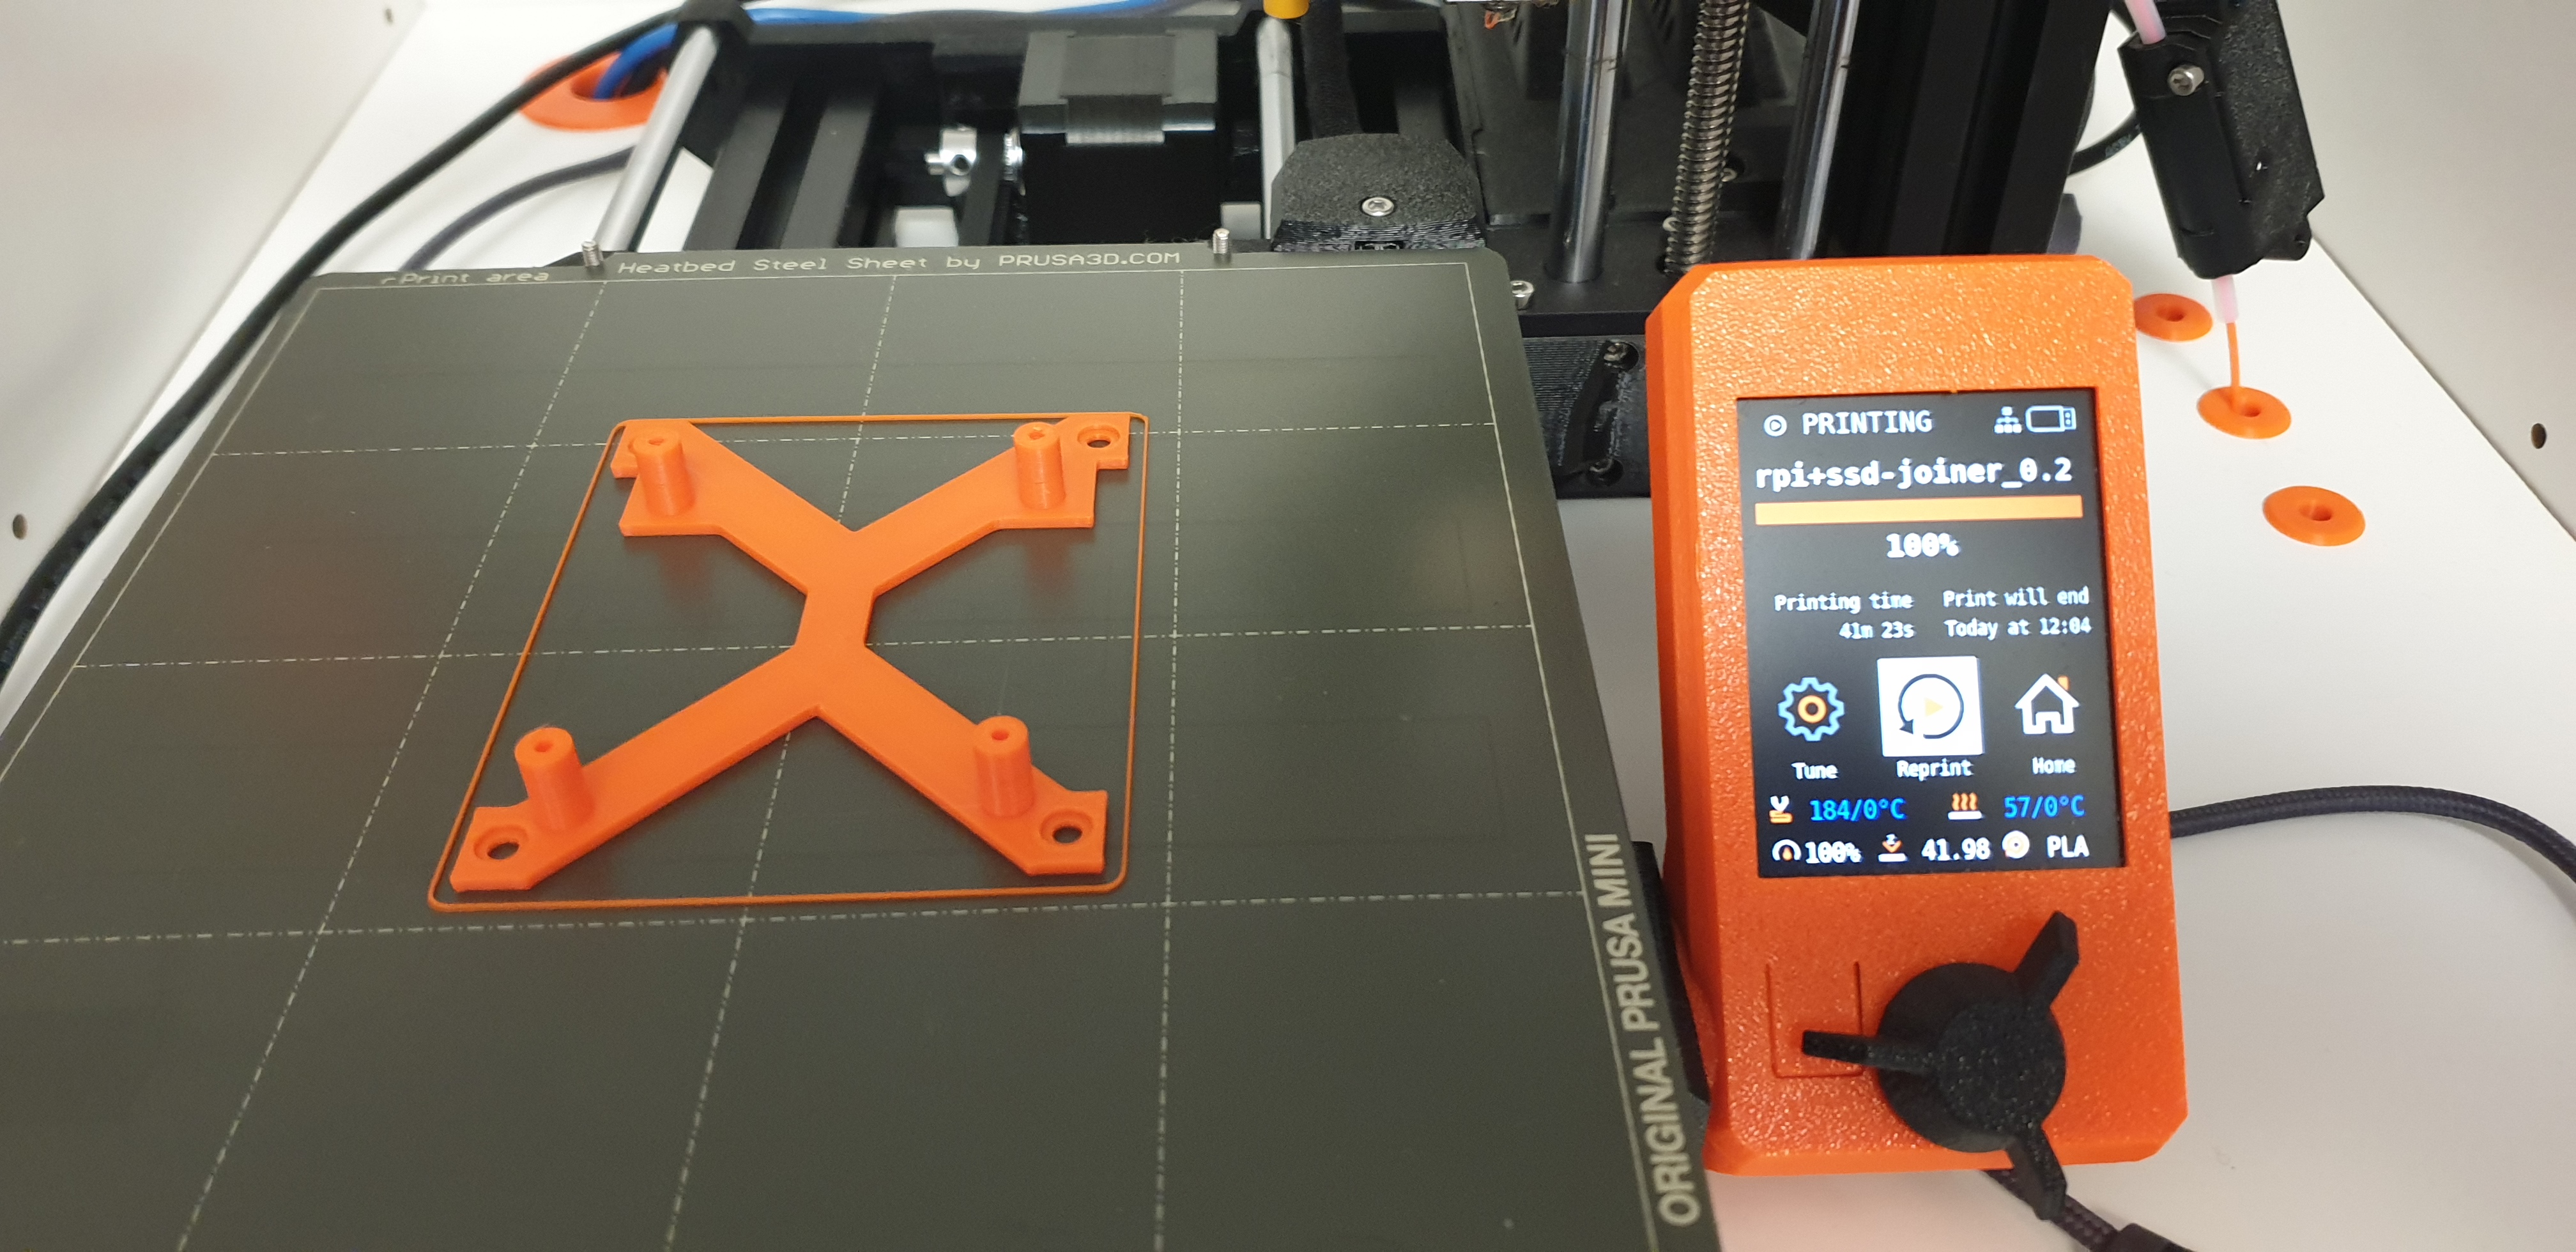 Print area
Heatbed Steel Sheet by PRUSA3D.COM
ORIGINAL PRUSA MINI
PRINTING
rpi+ssd-joiner_0.2
100%
Printing time
Print will end
41m 23s
Today at 12:04
Tune
Reprint
Home
184/0°C
57/0°C
100%
41.98
PLA